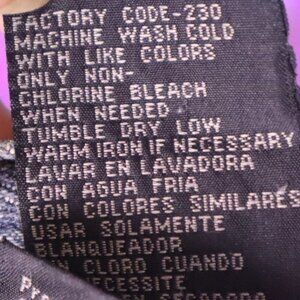 FACTORY CODE-230
MACHINE WASH COLD
WITH LIKE COLORS
ONLY NON-
CHLORINE BLEACH
WHEN NEEDED
TUMBLE DRY LOW
WARM IRON IF NECESSARY
LAVAR EN LAVADORA
CON AGUA FRIA
CON COLORES SIMILARES
USAR SOLAMENTE
BLANQUEADOR
CLORO CUANDO